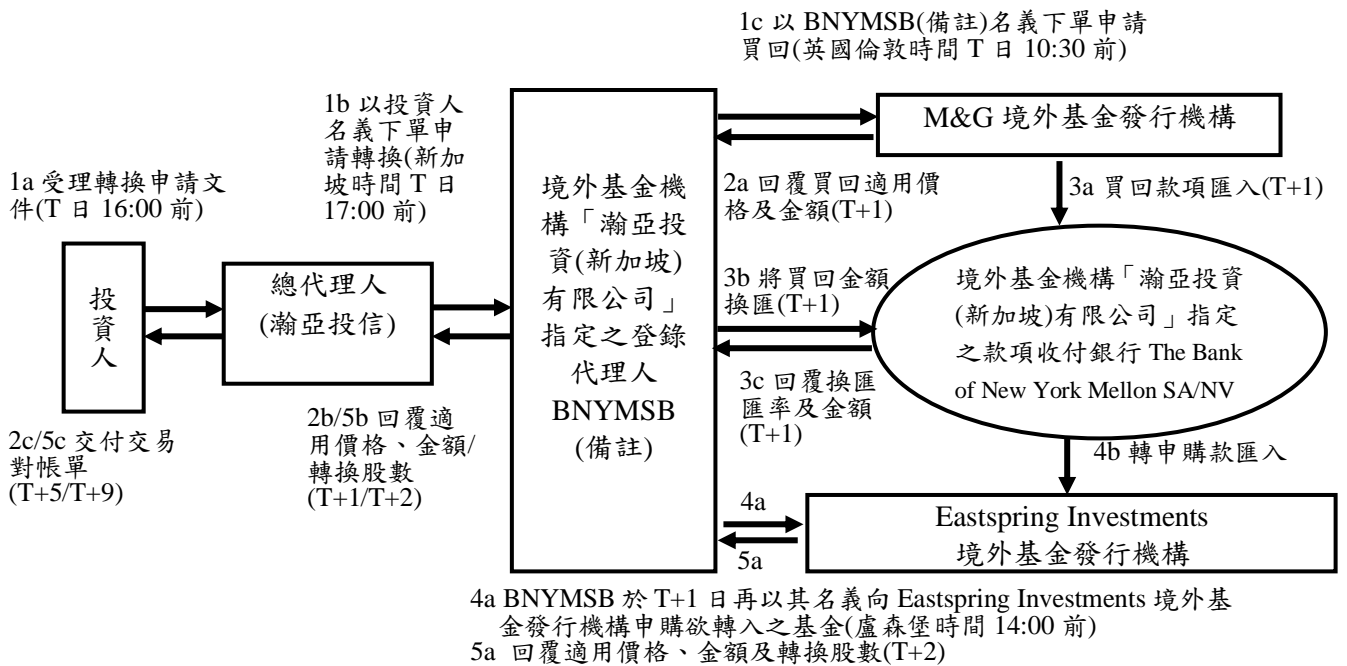 1c 以 BNYMSB(備註)名義下單申請
買回(英國倫敦時間 T 日 10:30 前)
1b 以投資人
名義下單申
請轉換(新加
坡時間 T 日
17:00 前)
1a 受理轉換申請文
件(T 日 16:00 前)
投
資
人
總代理人
(瀚亞投信)
境外基金機
構「瀚亞投
資(新加坡)
有限公司」
指定之登錄
代理人
BNYMSB
(備註)
M&G 境外基金發行機構
2a 回覆買回適用價
格及金額(T+1)
3a 買回款項匯入(T+1)
3b 將買回金額
換匯(T+1)
境外基金機構「瀚亞投資
(新加坡)有限公司」指定
之款項收付銀行 The Bank
of New York Mellon SA/NV
3c 回覆換匯
匯率及金額
(T+1)
2c/5c 交付交易
對帳單
(T+5/T+9)
2b/5b 回覆適
用價格、金額/
轉換股數
(T+1/T+2)
4b 轉申購款匯入
4a
5a
Eastspring Investments
境外基金發行機構
4a BNYMSB 於 T+1 日再以其名義向 Eastspring Investments 境外基
金發行機構申購欲轉入之基金(盧森堡時間 14:00 前)
5a 回覆適用價格、金額及轉換股數(T+2)